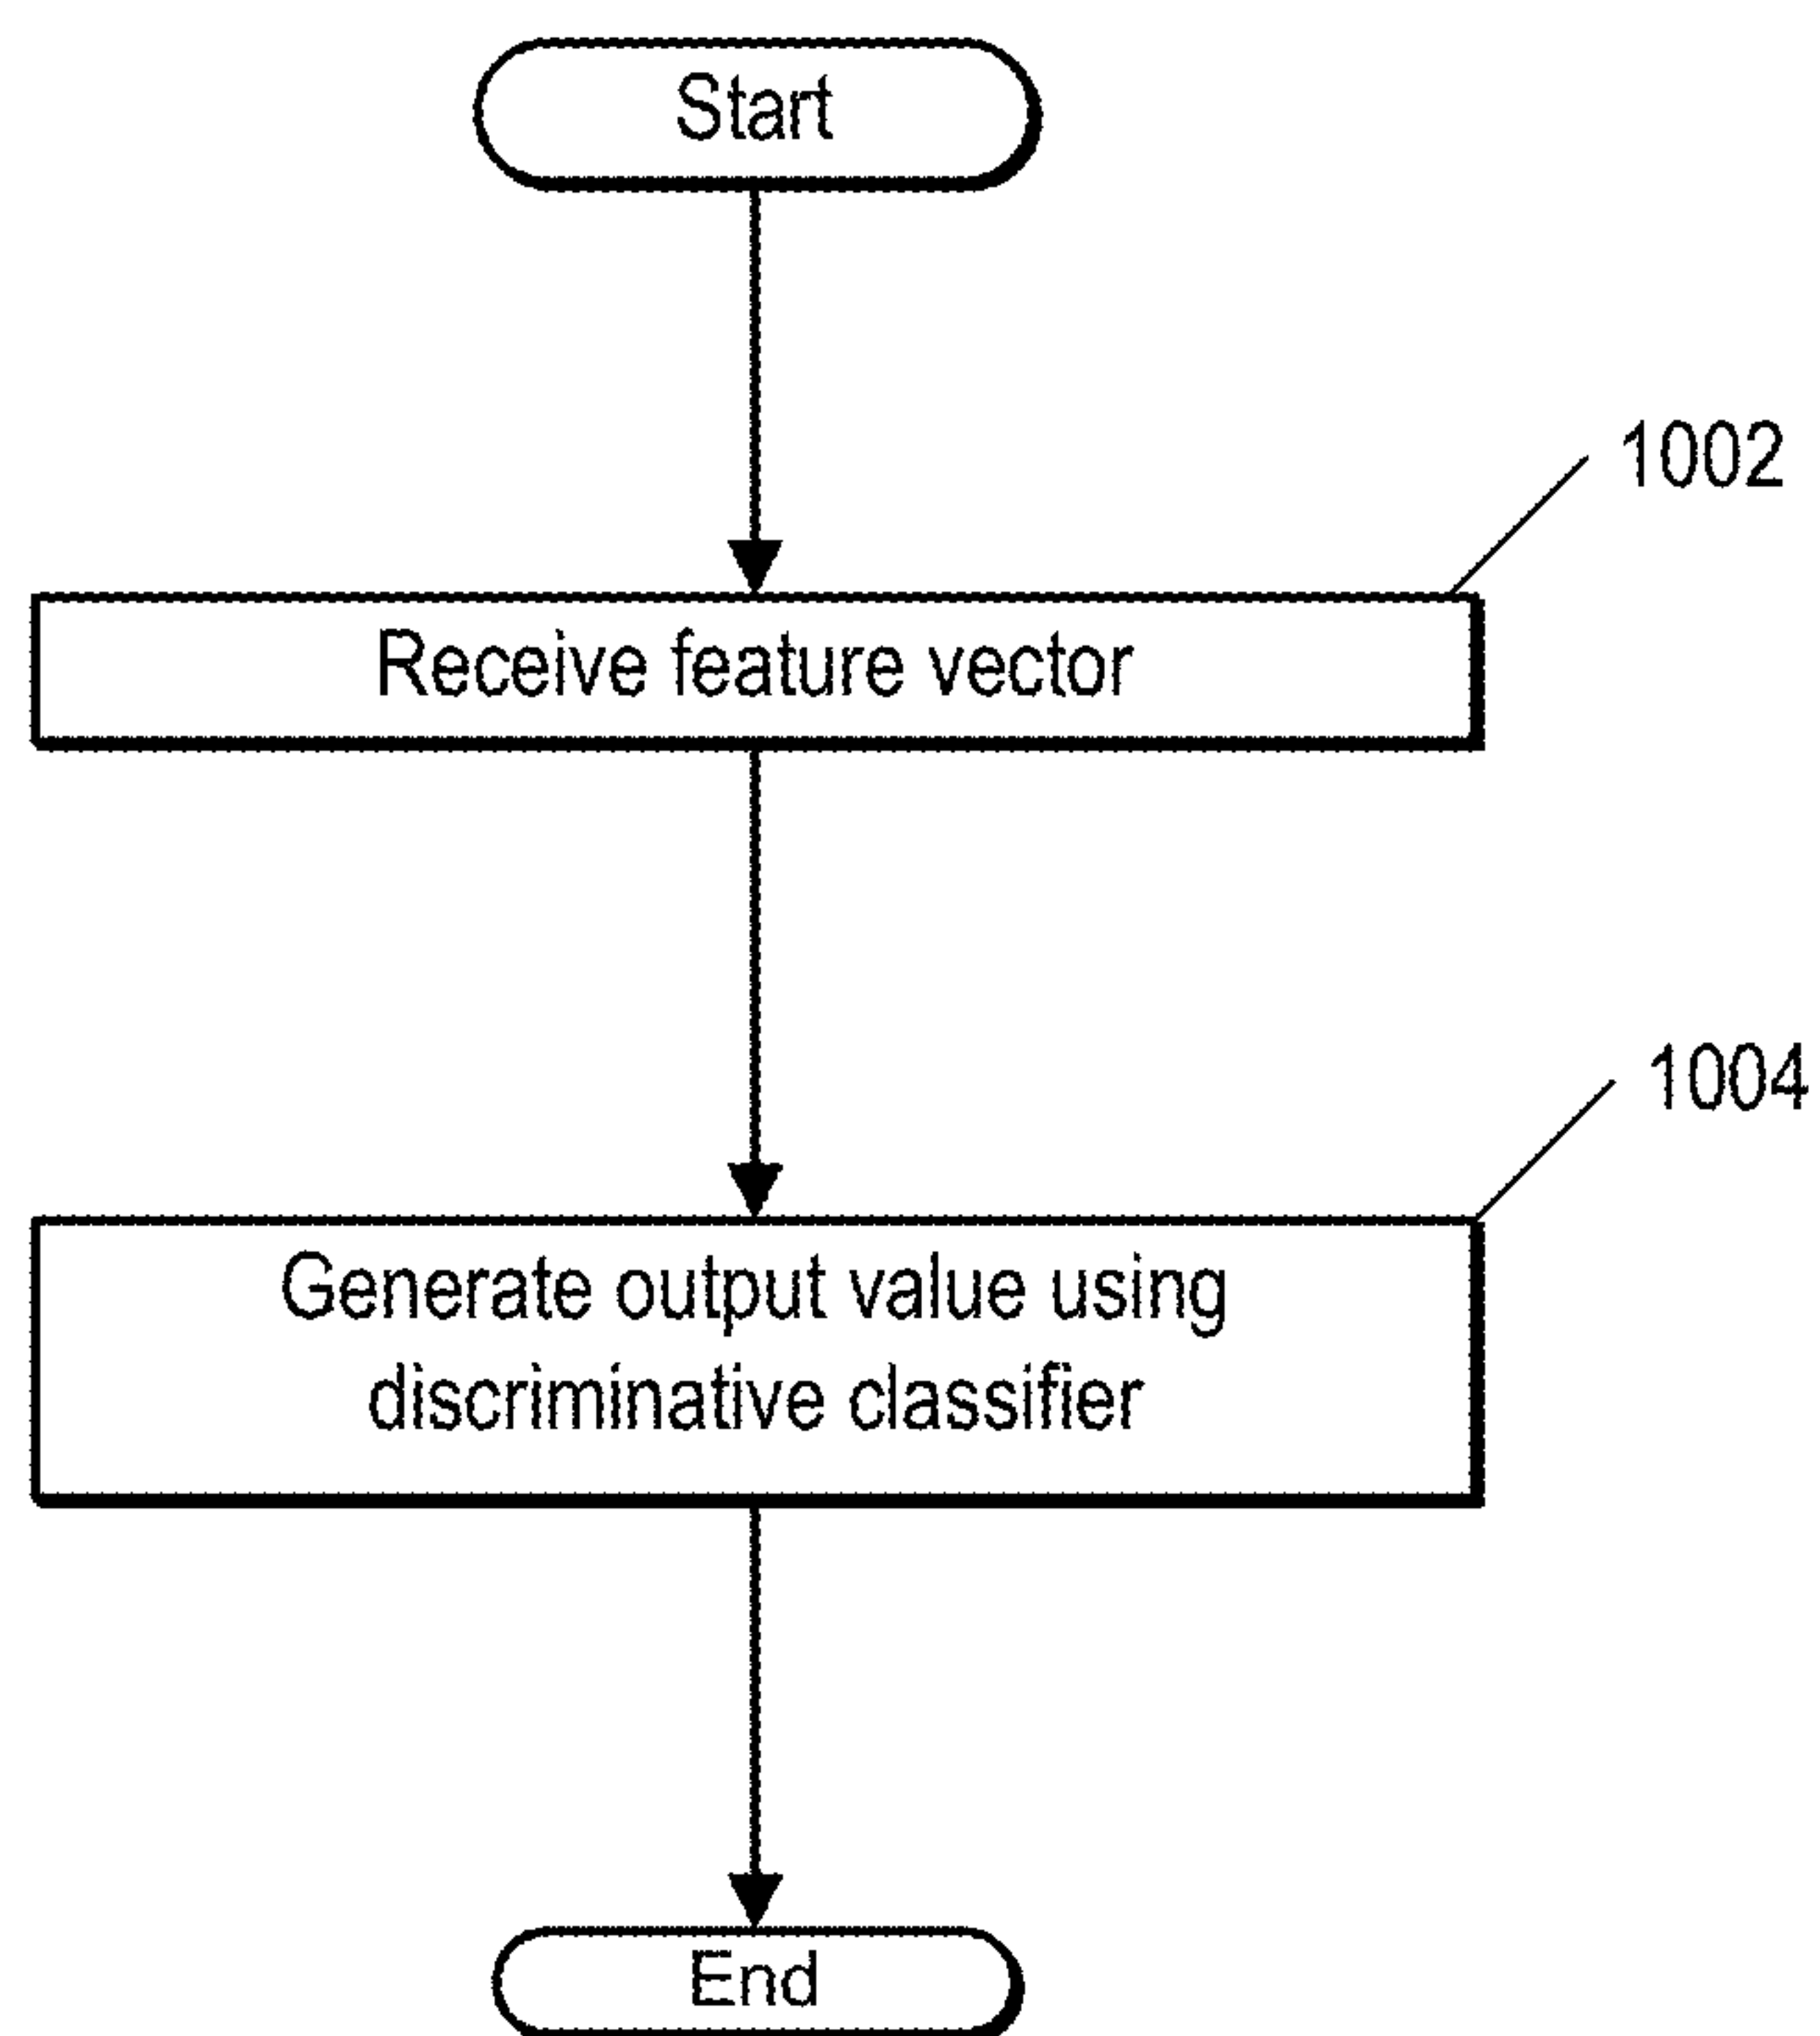 Start
1002
Receive feature vector
1004
Generate output value using
discriminative classifier
End